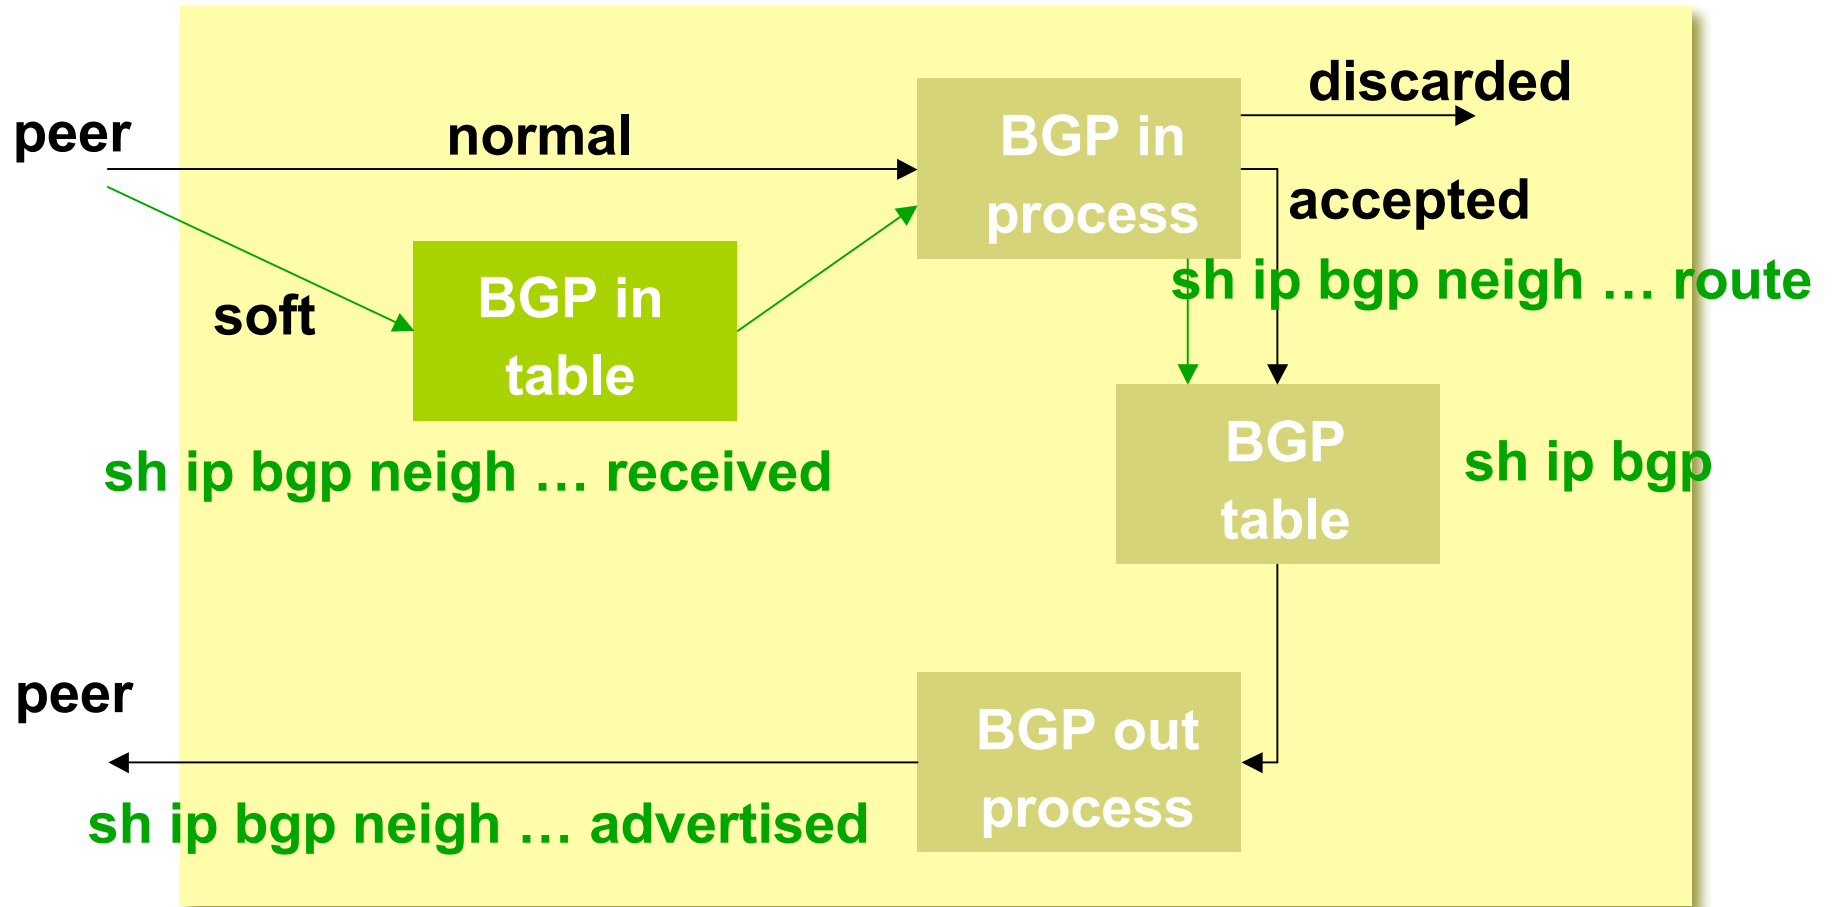 discarded
peer
normal
BGP in
process
accepted
soft
BGP in
table
sh ip bgp neigh … route
sh ip bgp neigh … received
BGP
table
sh ip bgp
peer
BGP out
process
sh ip bgp neigh … advertised